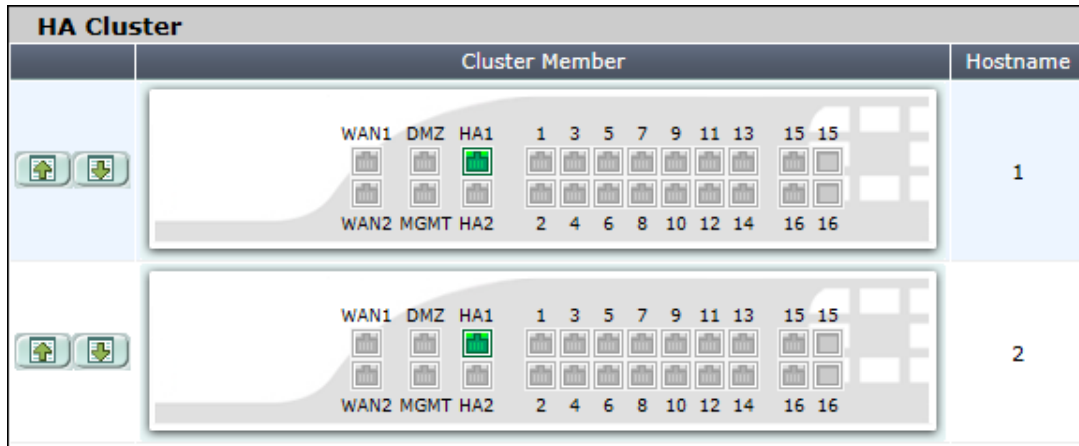 HA Cluster
Cluster Member Hostname
WAN1 DMZ HA1 1 3 5 7 9 11 13 15 15
1
WAN2 MGMT HA2 2 4 6 8 10 12 14 16 16
WAN1 DMZ HA1 1 3 5 7 9 11 13 15 15
2
WAN2 MGMT HA2 2 4 6 8 10 12 14 16 16